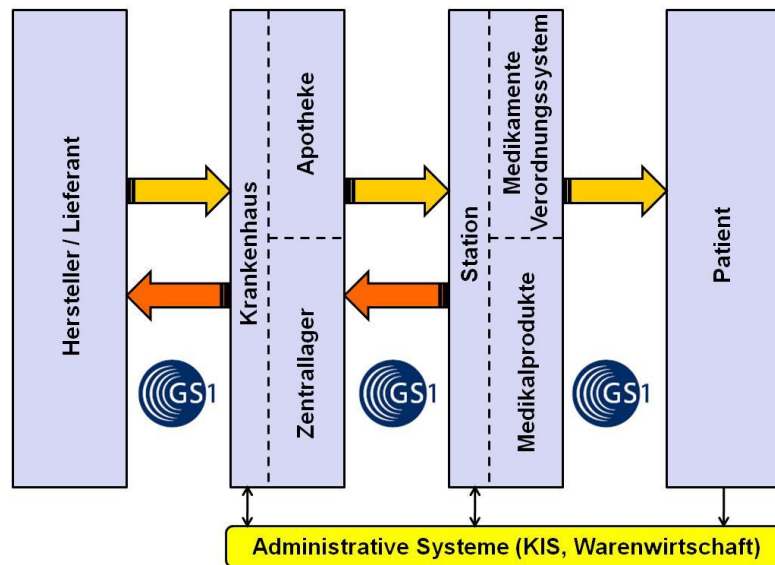 Hersteller / Lieferant
Krankenhaus
Apotheke
Zentrallager
Station
Medikamente
Verordnungssystem
Medikalprodukte
Patient
GS1
GS1
GS1
Administrative Systeme (KIS, Warenwirtschaft)